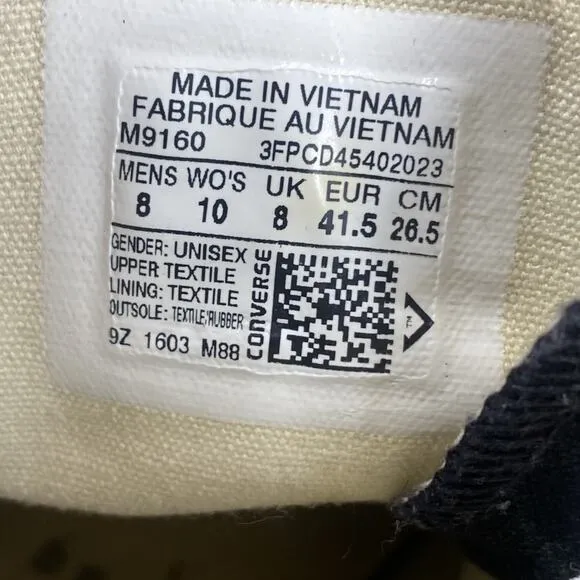 MADE IN VIETNAM
FABRIQUE AU VIETNAM
M9160 3FPCD45402023
MENS WO'S UK EUR CM
8 10 8 41.5 26.5
GENDER: UNISEX
UPPER TEXTILE
LINING: TEXTILE
OUTSOLE: TEXTILE/RUBBER
9Z 1603 M88
CONVERSE